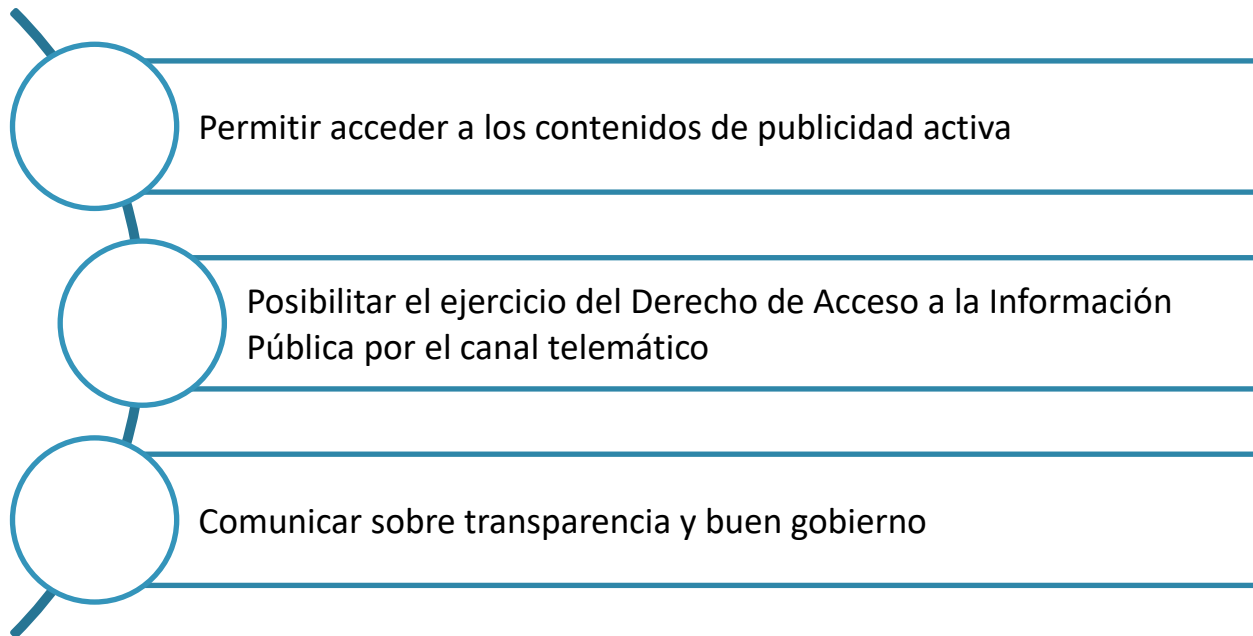 Permitir acceder a los contenidos de publicidad activa
Posibilitar el ejercicio del Derecho de Acceso a la Información
Pública por el canal telemático
Comunicar sobre transparencia y buen gobierno